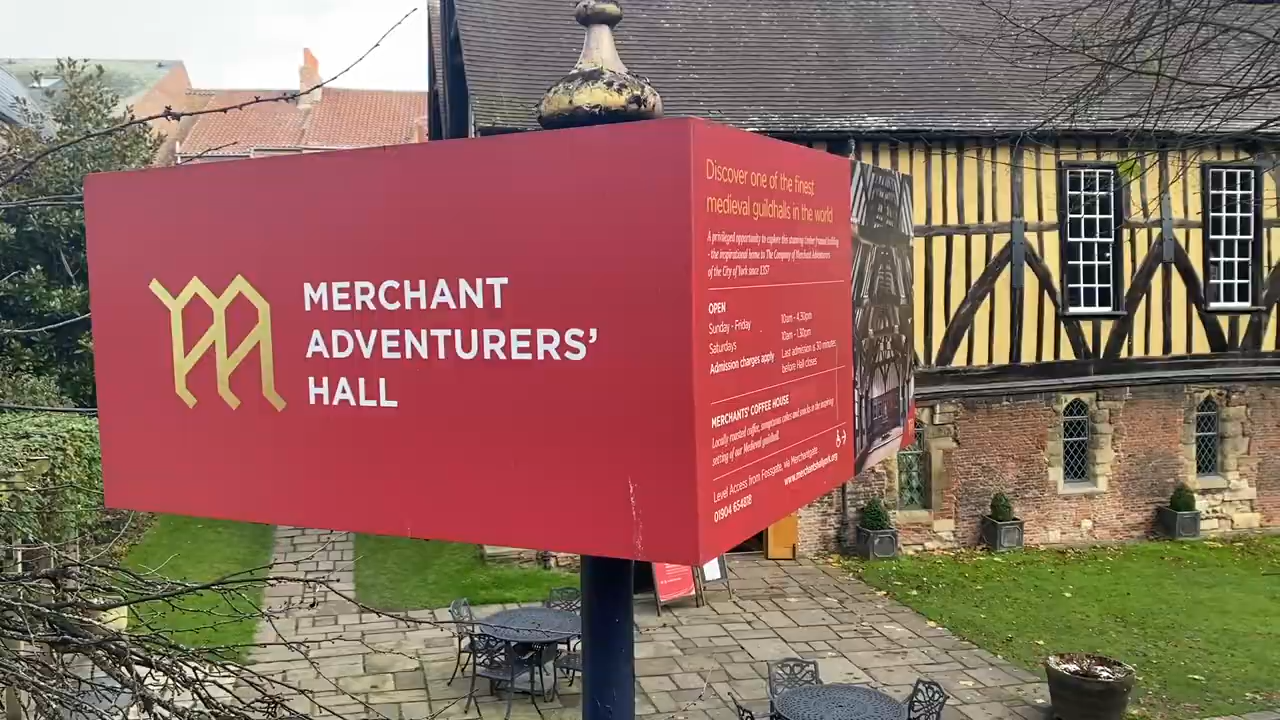 MERCHANT
ADVENTURERS’
HALL
Discover one of the finest
medieval guildhalls in the world
A privileged opportunity to explore this stunning timber framed building
- the inspirational home to The Company of Merchant Adventurers
of the City of York since 1357
OPEN
Sunday - Friday 10am - 4.30pm
Saturdays 10am - 1.30pm
Admission charges apply Last admission is 30 minutes
before Hall closes
MERCHANTS' COFFEE HOUSE
Locally roasted coffee, sumptuous cakes and snacks in the inspiring
setting of our Medieval guildhall.
Level Access from Fossgate, via Merchantgate
01904 654818 www.merchantshallyork.org